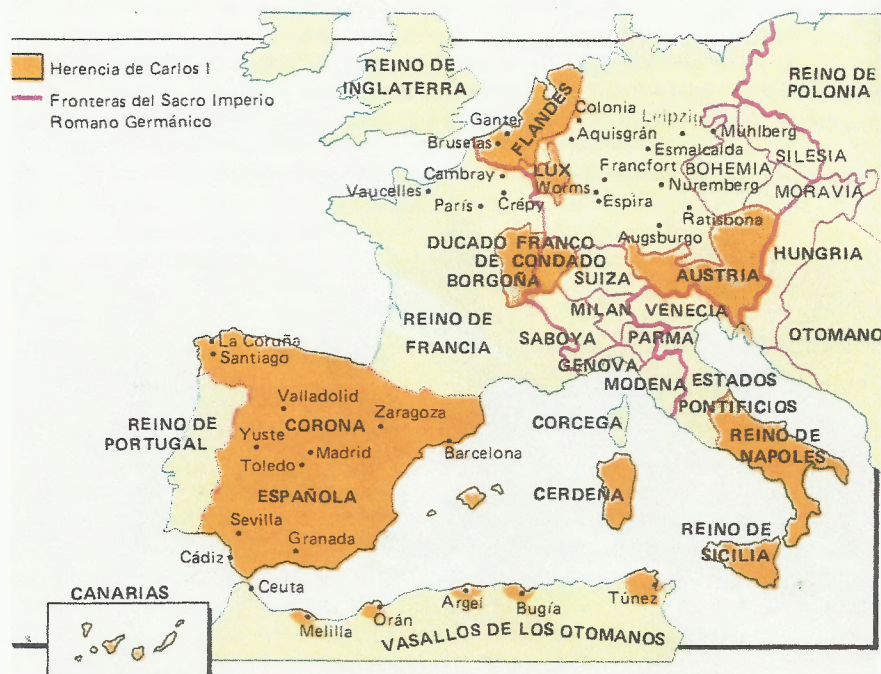 Herencia de Carlos I
Fronteras del Sacro Imperio
Romano Germánico
REINO DE
INGLATERRA
REINO DE
POLONIA
FLANDES
Gante
Bruselas
Colonia
Aquisgrán
Leipzig
Mühlberg
Esmalcalda
SILESIA
BOHEMIA
Cambray
LUX
Francfort
Worms
Nüremberg
MORAVIA
Vaucelles
París
Crépy
Espira
Ratisbona
Augsburgo
DUCADO
DE
BORGOÑA
FRANCO
CONDADO
SUIZA
AUSTRIA
HUNGRIA
MILAN
VENECIA
REINO DE
FRANCIA
SABOYA
PARMA
OTOMANO
GENOVA
MODENA
ESTADOS
PONTIFICIOS
La Coruña
Santiago
Valladolid
CORONA
Zaragoza
CORCEGA
REINO DE
PORTUGAL
Yuste
Madrid
Toledo
Barcelona
REINO DE
NAPOLES
ESPAÑOLA
CERDEÑA
Sevilla
Granada
Cádiz
REINO DE
SICILIA
Ceuta
CANARIAS
Melilla
Orán
Argel
Bugía
Túnez
VASALLOS DE LOS OTOMANOS